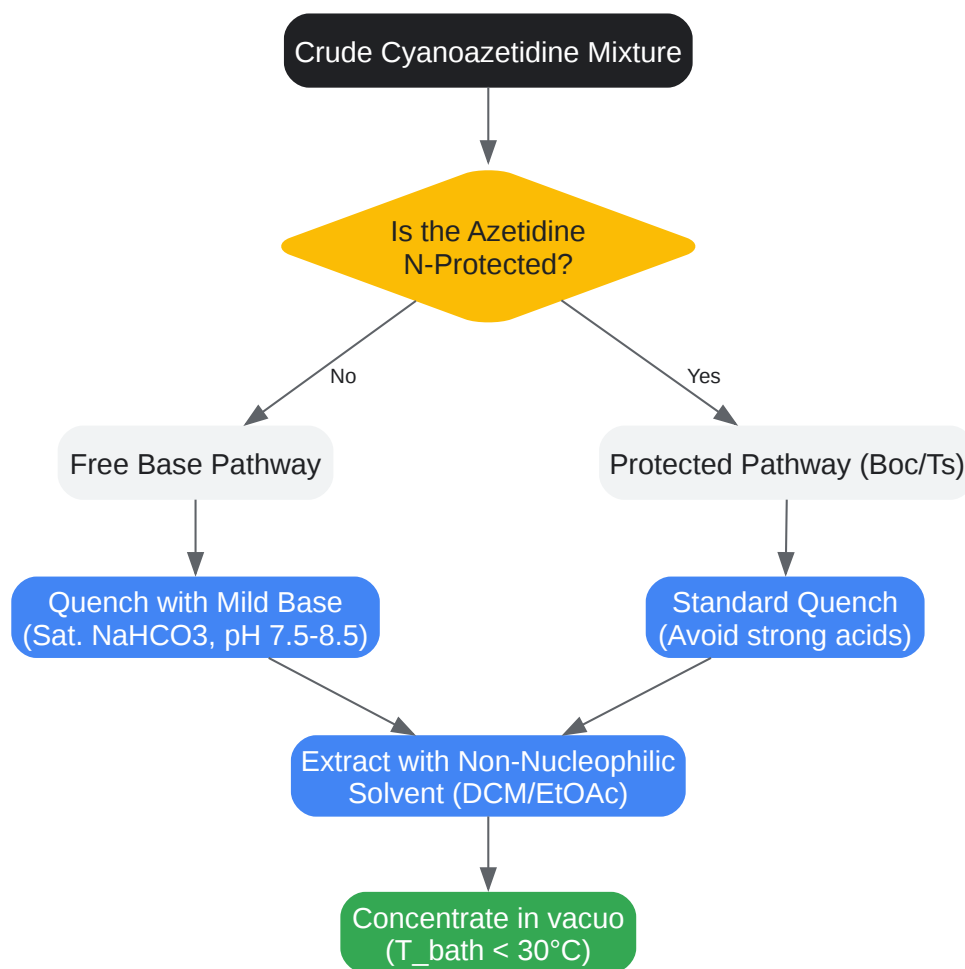 Crude Cyanoazetidine Mixture
Is the Azetidine
N-Protected?
No
Yes
Free Base Pathway
Protected Pathway (Boc/Ts)
Quench with Mild Base
(Sat. NaHCO3, pH 7.5-8.5)
Standard Quench
(Avoid strong acids)
Extract with Non-Nucleophilic
Solvent (DCM/EtOAc)
Concentrate in vacuo
(T_bath < 30°C)